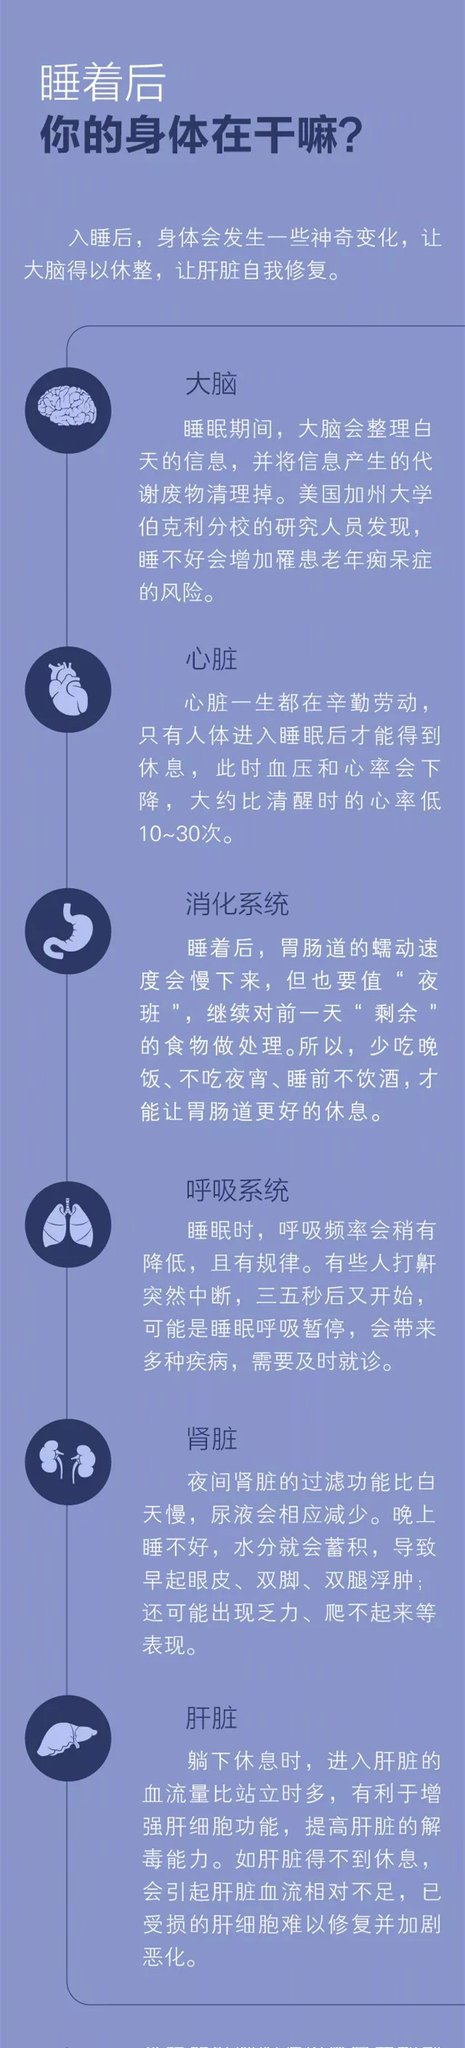 睡着后
你的身体在干嘛?
入睡后，身体会发生一些神奇变化，让
大脑得以休整，让肝脏自我修复。
大脑
睡眠期间，大脑会整理白
天的信息，并将信息产生的代
谢废物清理掉。美国加州大学
伯克利分校的研究人员发现，
睡不好会增加罹患老年痴呆症
的风险。
心脏
心脏一生都在辛勤劳动，
只有人体进入睡眠后才能得到
休息，此时血压和心率会下
降，大约比清醒时的心率低
10~30次。
消化系统
睡着后，胃肠道的蠕动速
度会慢下来，但也要值“夜
班”，继续对前一天“剩余”
的食物做处理。所以，少吃晚
饭、不吃夜宵、睡前不饮酒，才
能让胃肠道更好的休息。
呼吸系统
睡眠时，呼吸频率会稍有
降低，且有规律。有些人打鼾
突然中断，三五秒后又开始，
可能是睡眠呼吸暂停，会带来
多种疾病，需要及时就诊。
肾脏
夜间肾脏的过滤功能比白
天慢，尿液会相应减少。晚上
睡不好，水分就会蓄积，导致
早起眼皮、双脚、双腿浮肿；
还可能出现乏力、爬不起来等
表现。
肝脏
躺下休息时，进入肝脏的
血流量比站立时多，有利于增
强肝细胞功能，提高肝脏的解
毒能力。如肝脏得不到休息，
会引起肝脏血流相对不足，已
受损的肝细胞难以修复并加剧
恶化。